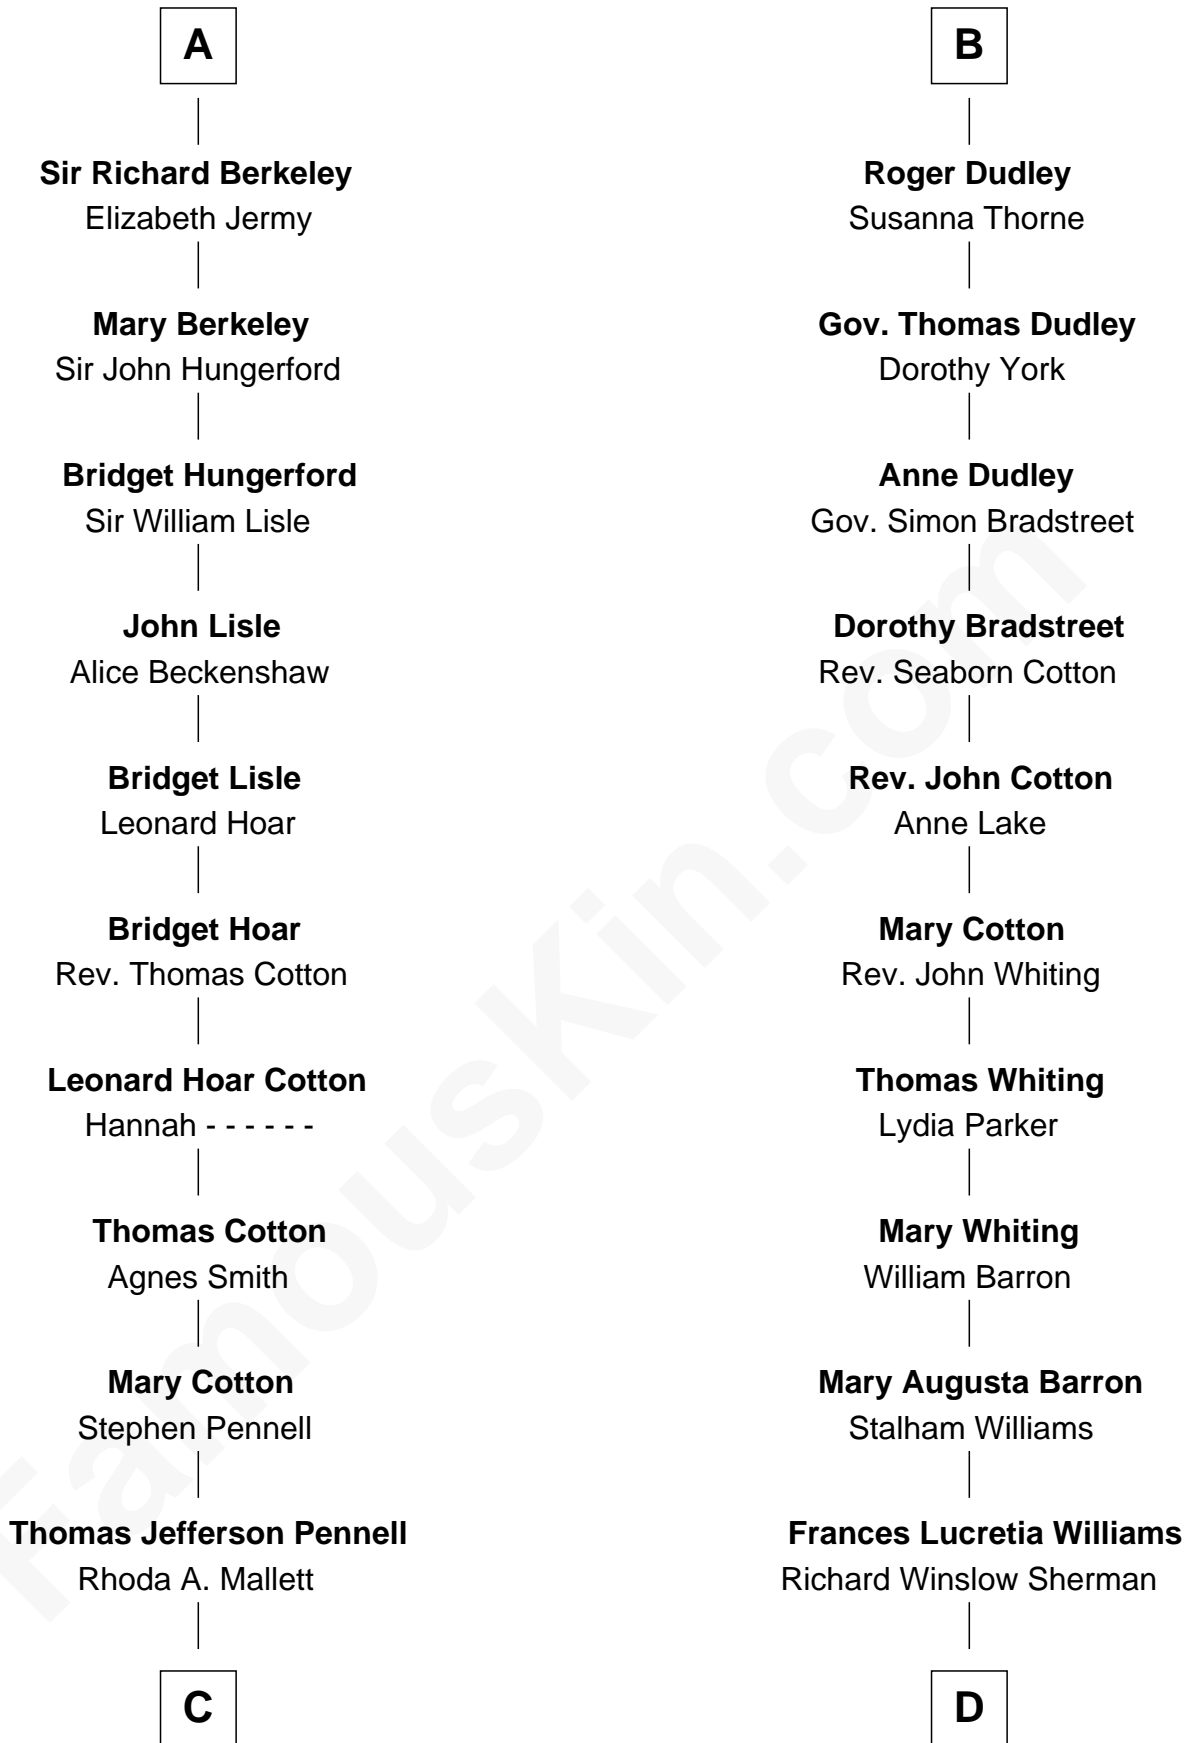 A
Sir Richard Berkeley
Elizabeth Jermy
Mary Berkeley
Sir John Hungerford
Bridget Hungerford
Sir William Lisle
John Lisle
Alice Beckenshaw
Bridget Lisle
Leonard Hoar
Bridget Hoar
Rev. Thomas Cotton
Leonard Hoar Cotton
Hannah - - - - - -
Thomas Cotton
Agnes Smith
Mary Cotton
Stephen Pennell
Thomas Jefferson Pennell
Rhoda A. Mallett
C
B
Roger Dudley
Susanna Thorne
Gov. Thomas Dudley
Dorothy York
Anne Dudley
Gov. Simon Bradstreet
Dorothy Bradstreet
Rev. Seaborn Cotton
Rev. John Cotton
Anne Lake
Mary Cotton
Rev. John Whiting
Thomas Whiting
Lydia Parker
Mary Whiting
William Barron
Mary Augusta Barron
Stalham Williams
Frances Lucretia Williams
Richard Winslow Sherman
D
FamousKin.com